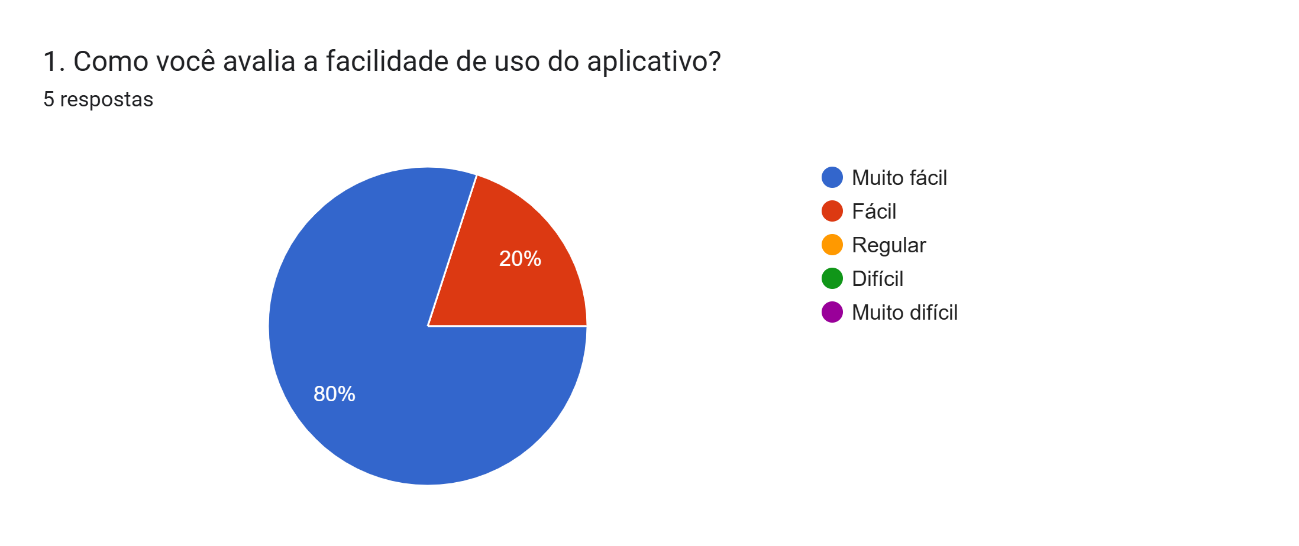 1. Como você avalia a facilidade de uso do aplicativo?
5 respostas
Muito fácil
Fácil
Regular
Difícil
Muito difícil
20%
80%